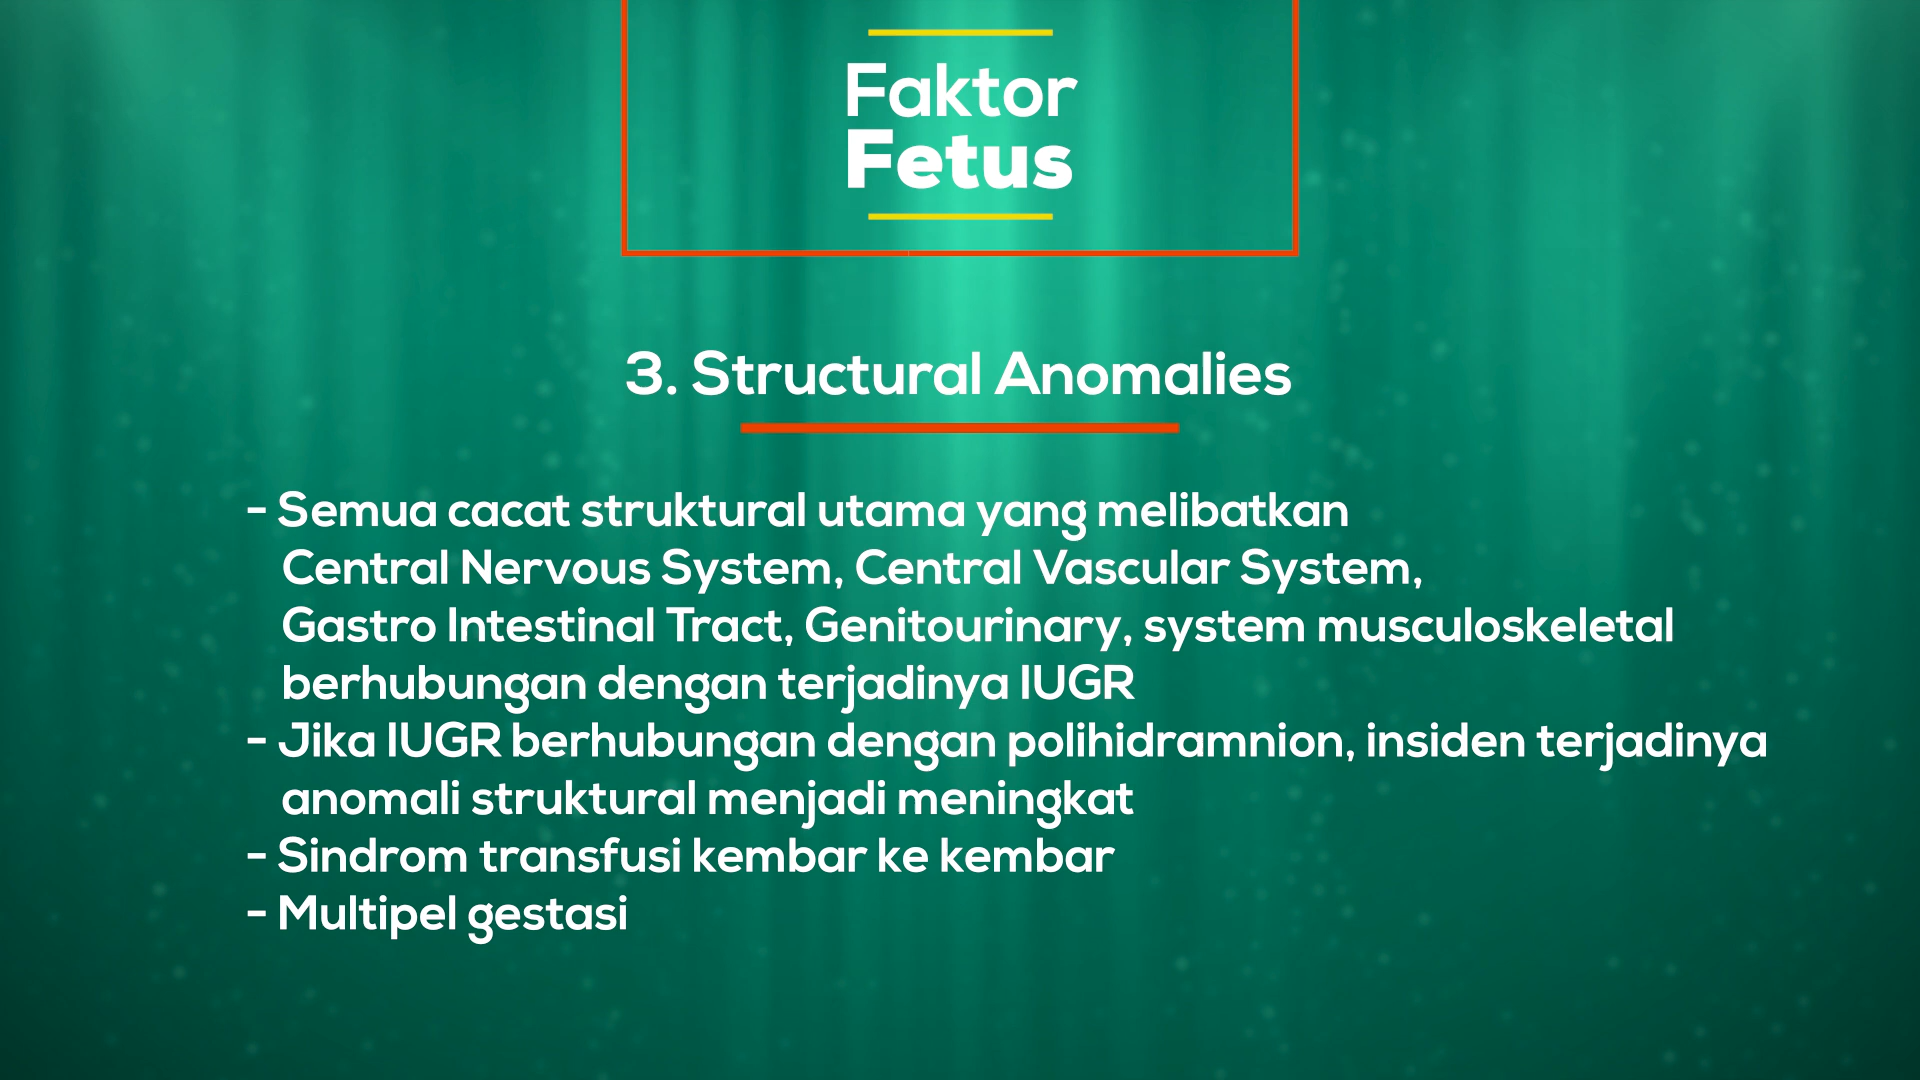 Faktor
Fetus
3. Structural Anomalies
- Semua cacat struktural utama yang melibatkan
Central Nervous System, Central Vascular System,
Gastro Intestinal Tract, Genitourinary, system musculoskeletal
berhubungan dengan terjadinya IUGR
- Jika IUGR berhubungan dengan polihidramnion, insiden terjadinya
anomali struktural menjadi meningkat
- Sindrom transfusi kembar ke kembar
- Multipel gestasi